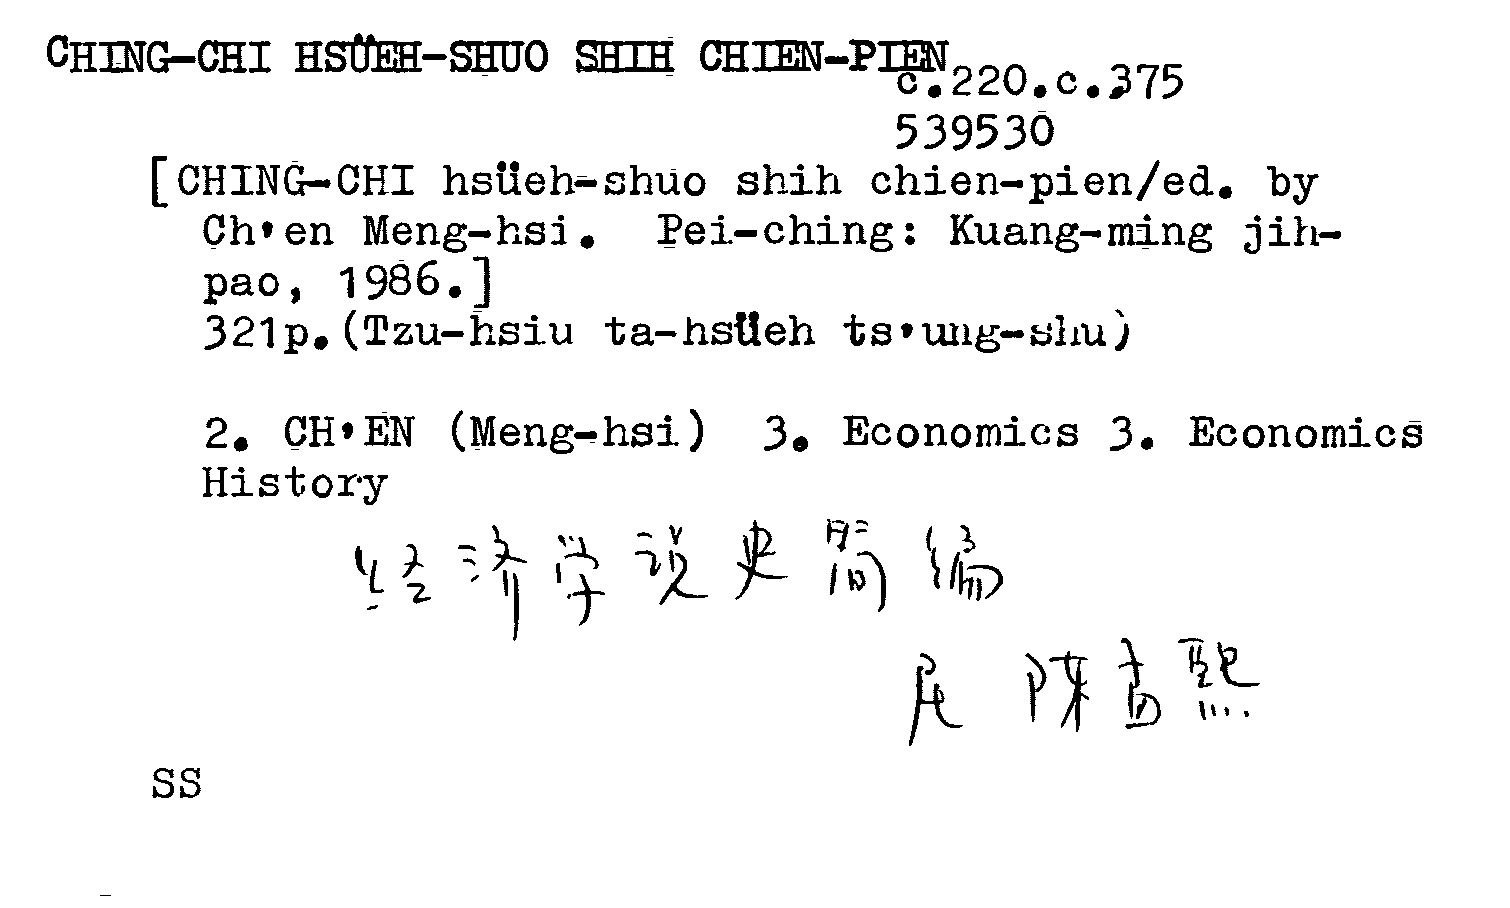 CHING-CHI HSÜEH-SHUO SHIH CHIEN-PIEN
c.220.c.375
539530
[CHING-CHI hsüeh-shuo shih chien-pien/ed. by
Ch'en Meng-hsi. Pei-ching: Kuang-ming jih-
pao, 1986.]
321p.(Tzu-hsiu ta-hsüeh ts'ung-shu)
2. CH'EN (Meng-hsi) 3. Economics 3. Economics
History
经济学说史简编
陈孟熙
SS